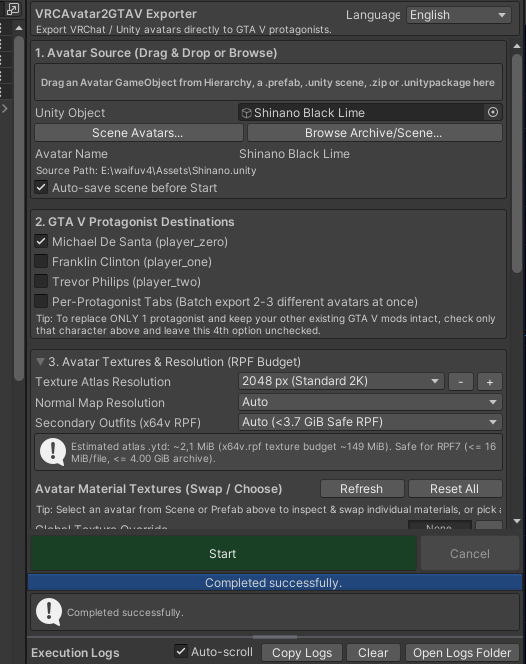 VRCAvatar2GTAV Exporter
Language English
Export VRChat / Unity avatars directly to GTA V protagonists.
1. Avatar Source (Drag & Drop or Browse)
Drag an Avatar GameObject from Hierarchy, a .prefab, .unity scene, .zip or .unitypackage here
Unity Object Shinano Black Lime
Scene Avatars... Browse Archive/Scene...
Avatar Name Shinano Black Lime
Source Path: E:\waifuv4\Assets\Shinano.unity
Auto-save scene before Start
2. GTA V Protagonist Destinations
Michael De Santa (player_zero)
Franklin Clinton (player_one)
Trevor Philips (player_two)
Per-Protagonist Tabs (Batch export 2-3 different avatars at once)
Tip: To replace ONLY 1 protagonist and keep your other existing GTA V mods intact, check only
that character above and leave this 4th option unchecked.
3. Avatar Textures & Resolution (RPF Budget)
Texture Atlas Resolution 2048 px (Standard 2K) - +
Normal Map Resolution Auto
Secondary Outfits (x64v RPF) Auto (<3.7 GiB Safe RPF)
Estimated atlas .ytd: ~2,1 MiB (x64v.rpf texture budget ~149 MiB). Safe for RPF7 (<= 16
MiB/file, <= 4.00 GiB archive).
Avatar Material Textures (Swap / Choose) Refresh Reset All
Tip: Select an avatar from Scene or Prefab above to inspect & swap individual materials, or pick
Global Texture Override None
Start Cancel
Completed successfully.
Completed successfully.
Execution Logs Auto-scroll Copy Logs Clear Open Logs Folder